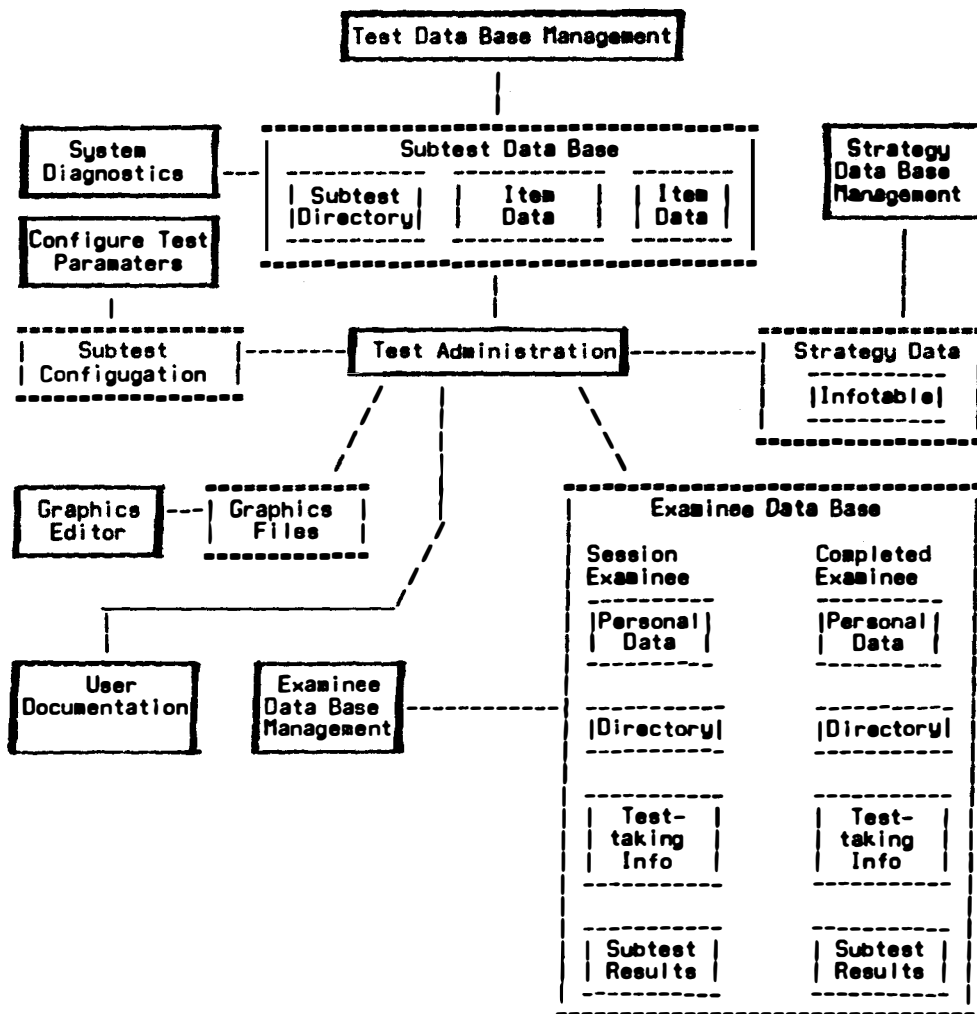 Test Data Base Management
System
Diagnostics
Subtest Data Base
Subtest
Directory
Item
Data
Item
Data
Strategy
Data Base
Management
Configure Test
Paramaters
Subtest
Configugation
Test Administration
Strategy Data
Infotable
Graphics
Editor
Graphics
Files
Examinee Data Base
Session
Examinee
Completed
Examinee
Personal
Data
Personal
Data
User
Documentation
Examinee
Data Base
Management
Directory
Directory
Test-
taking
Info
Test-
taking
Info
Subtest
Results
Subtest
Results